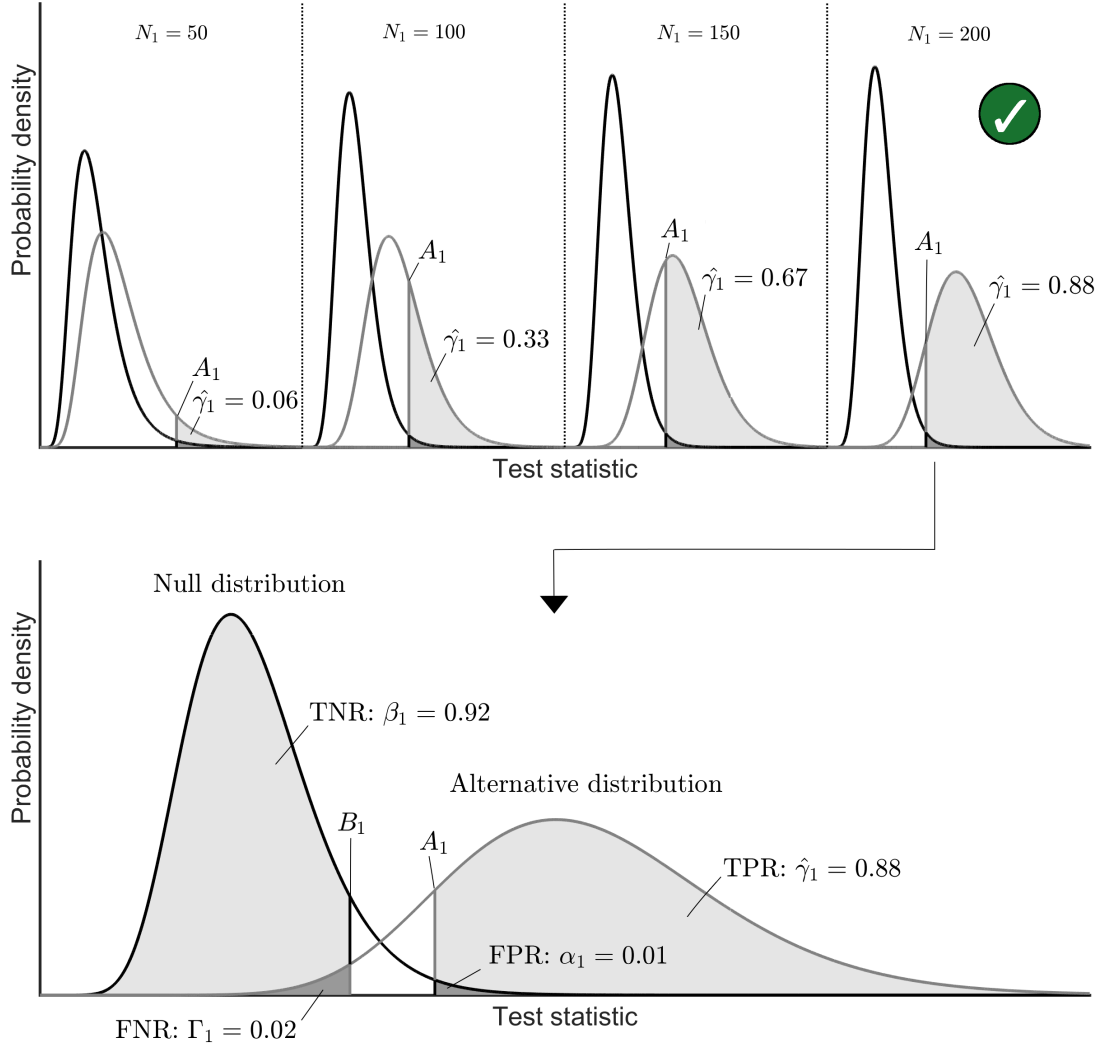 N₁ = 50
N₁ = 100
N₁ = 150
N₁ = 200
Probability density
A₁
γ̂₁ = 0.06
A₁
γ̂₁ = 0.33
A₁
γ̂₁ = 0.67
A₁
γ̂₁ = 0.88
Test statistic
Probability density
Null distribution
TNR: β₁ = 0.92
Alternative distribution
B₁
A₁
TPR: γ̂₁ = 0.88
FPR: α₁ = 0.01
FNR: Γ₁ = 0.02
Test statistic